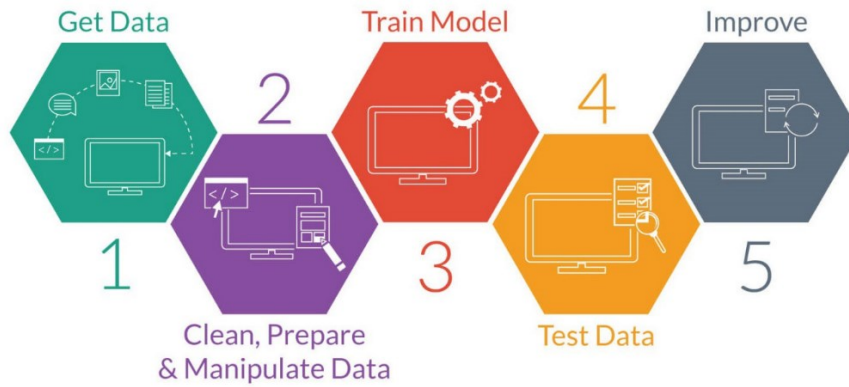 Get Data
1
</>
2
</>
Clean, Prepare
& Manipulate Data
Train Model
3
4
Test Data
Improve
5